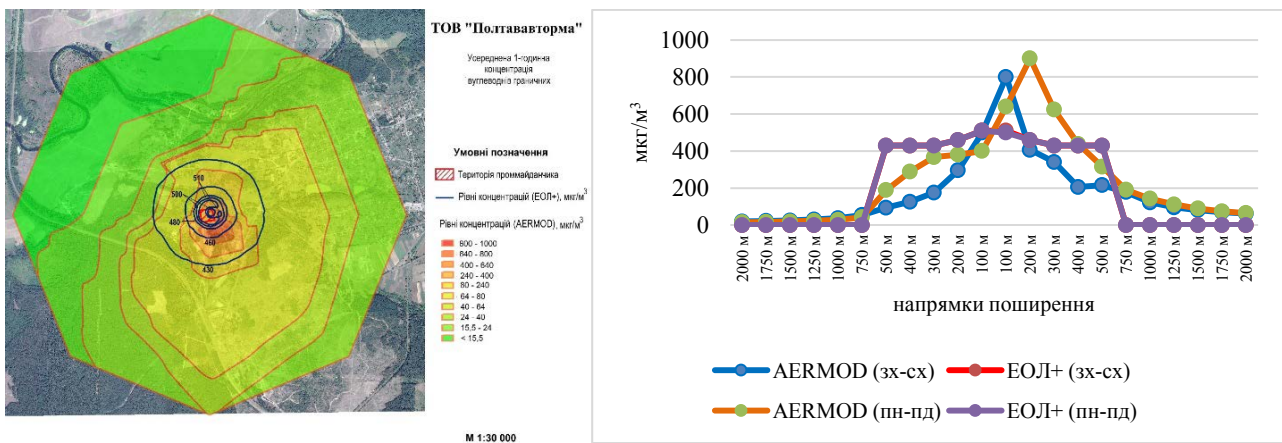 ТОВ "Полтававторма"
Усереднена 1-годинна
концентрація
вуглеводнів граничних
Умовні позначення
Територія проммайданчика
Рівні концентрацій (ЕОЛ+), мкг/м³
Рівні концентрацій (AERMOD), мкг/м³
800 - 1000
640 - 800
400 - 640
240 - 400
80 - 240
64 - 80
40 - 64
24 - 40
15,5 - 24
< 15,5
М 1:30 000
510
500
480
460
430
мкг/м³
1000
800
600
400
200
0
2000 м
1750 м
1500 м
1250 м
1000 м
750 м
500 м
400 м
300 м
200 м
100 м
100 м
200 м
300 м
400 м
500 м
750 м
1000 м
1250 м
1500 м
1750 м
2000 м
напрямки поширення
AERMOD (зх-сх)
ЕОЛ+ (зх-сх)
AERMOD (пн-пд)
ЕОЛ+ (пн-пд)